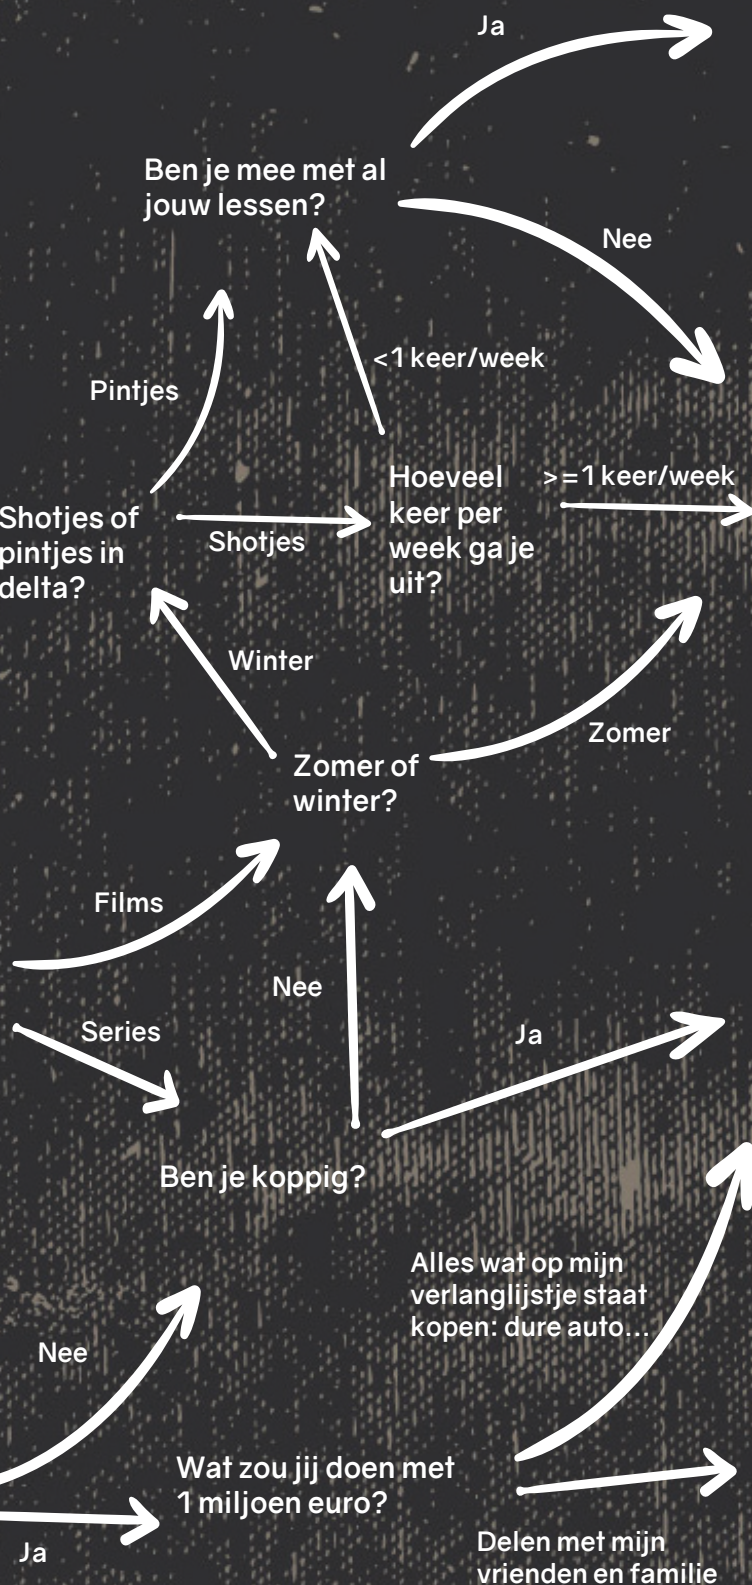 Ja
Ben je mee met al
jouw lessen?
Nee
<1 keer/week
Pintjes
Hoeveel
keer per
week ga je
uit?
>=1 keer/week
Shotjes of
pintjes in
delta?
Shotjes
Winter
Zomer
Zomer of
winter?
Films
Nee
Series
Ja
Ben je koppig?
Alles wat op mijn
verlanglijstje staat
kopen: dure auto...
Nee
Wat zou jij doen met
1 miljoen euro?
Ja
Delen met mijn
vrienden en familie